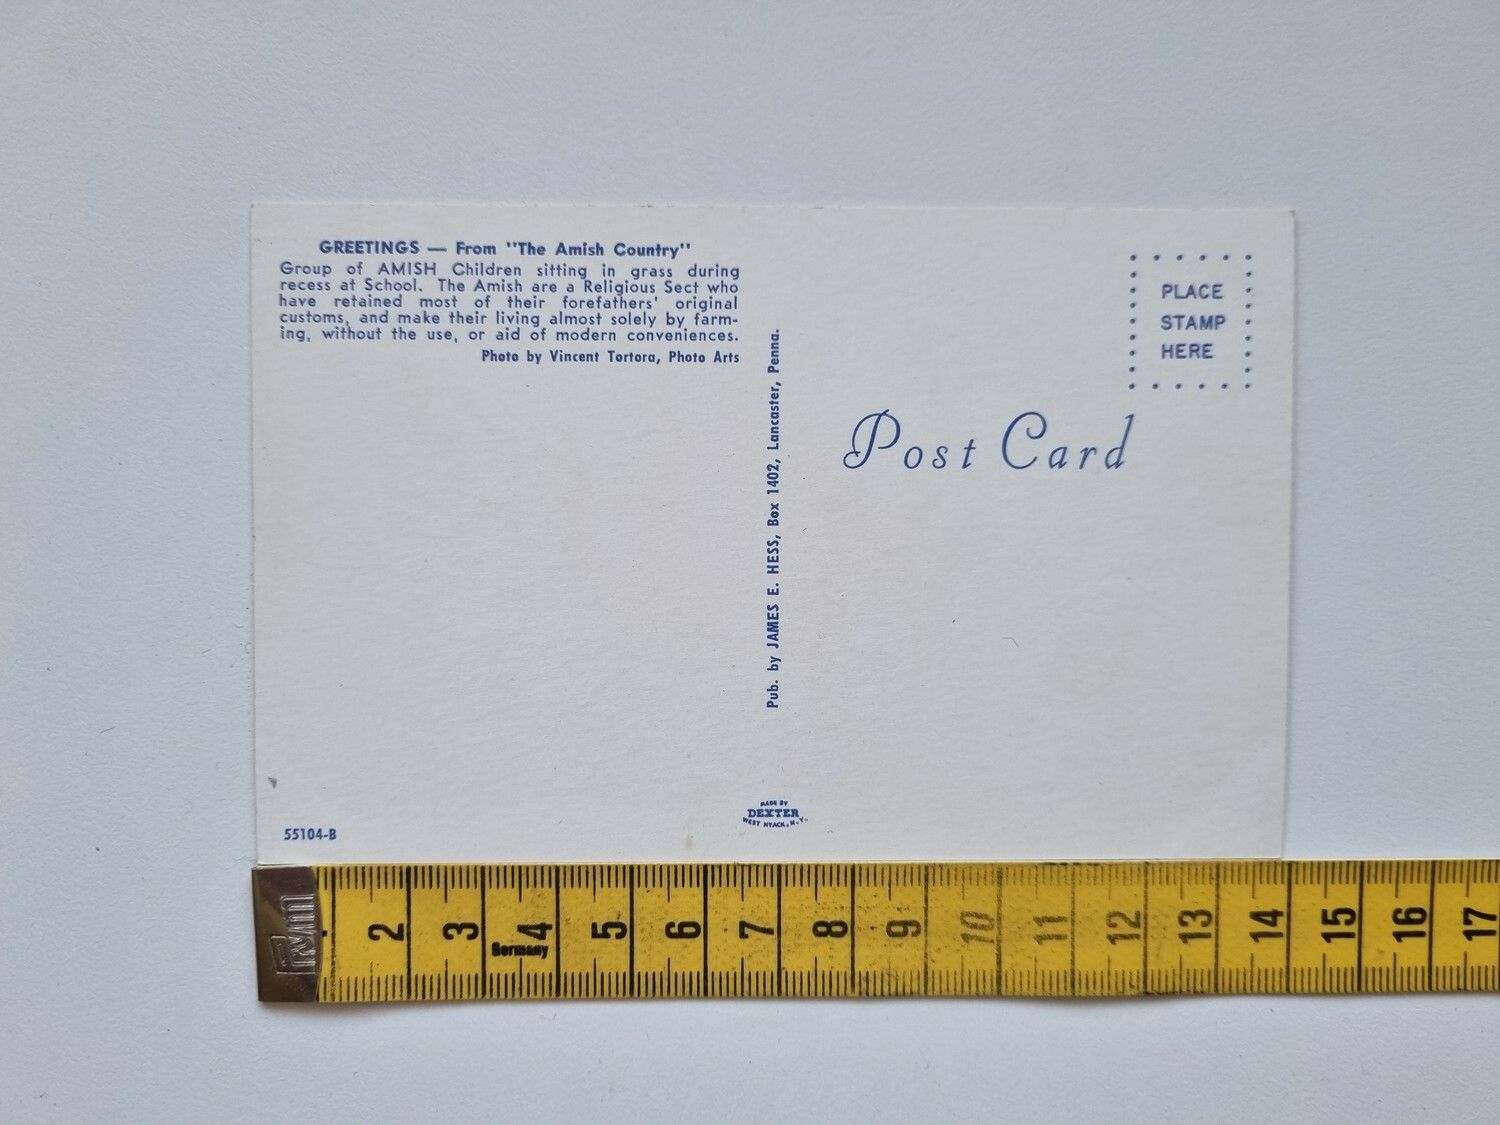 GREETINGS — From "The Amish Country"
Group of AMISH Children sitting in grass during
recess at School. The Amish are a Religious Sect who
have retained most of their forefathers' original
customs, and make their living almost solely by farm-
ing, without the use, or aid of modern conveniences.
Photo by Vincent Tortora, Photo Arts
Pub. by JAMES E. HESS, Box 1402, Lancaster, Penna.
PLACE
STAMP
HERE
Post Card
MADE BY
DEXTER
WEST NYACK, N.Y.
55104-B
2 3 4 5 6 7 8 9 10 11 12 13 14 15 16 17
Germany